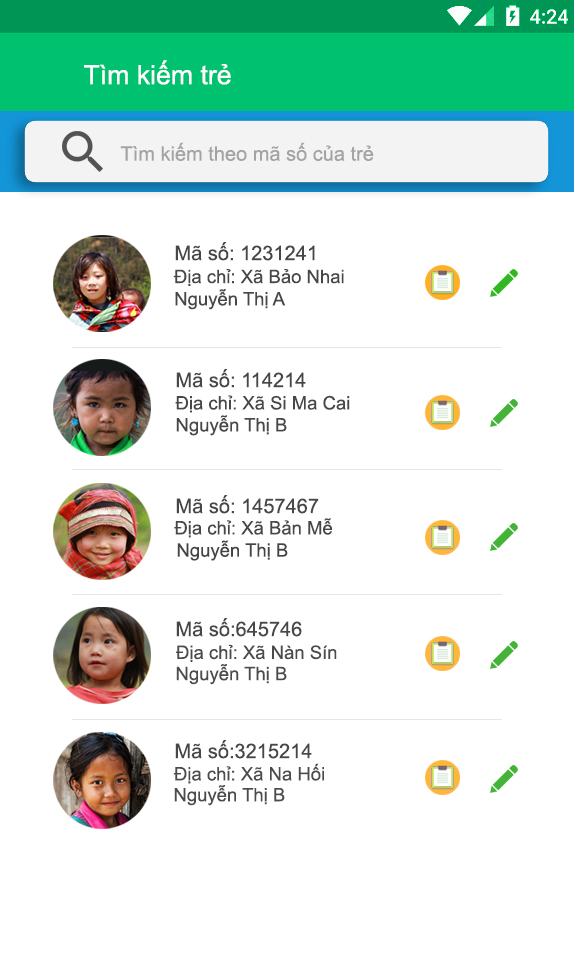 4:24
Tìm kiếm trẻ
Tìm kiếm theo mã số của trẻ
Mã số: 1231241
Địa chỉ: Xã Bảo Nhai
Nguyễn Thị A
Mã số: 114214
Địa chỉ: Xã Si Ma Cai
Nguyễn Thị B
Mã số: 1457467
Địa chỉ: Xã Bản Mễ
Nguyễn Thị B
Mã số:645746
Địa chỉ: Xã Nàn Sín
Nguyễn Thị B
Mã số:3215214
Địa chỉ: Xã Na Hối
Nguyễn Thị B